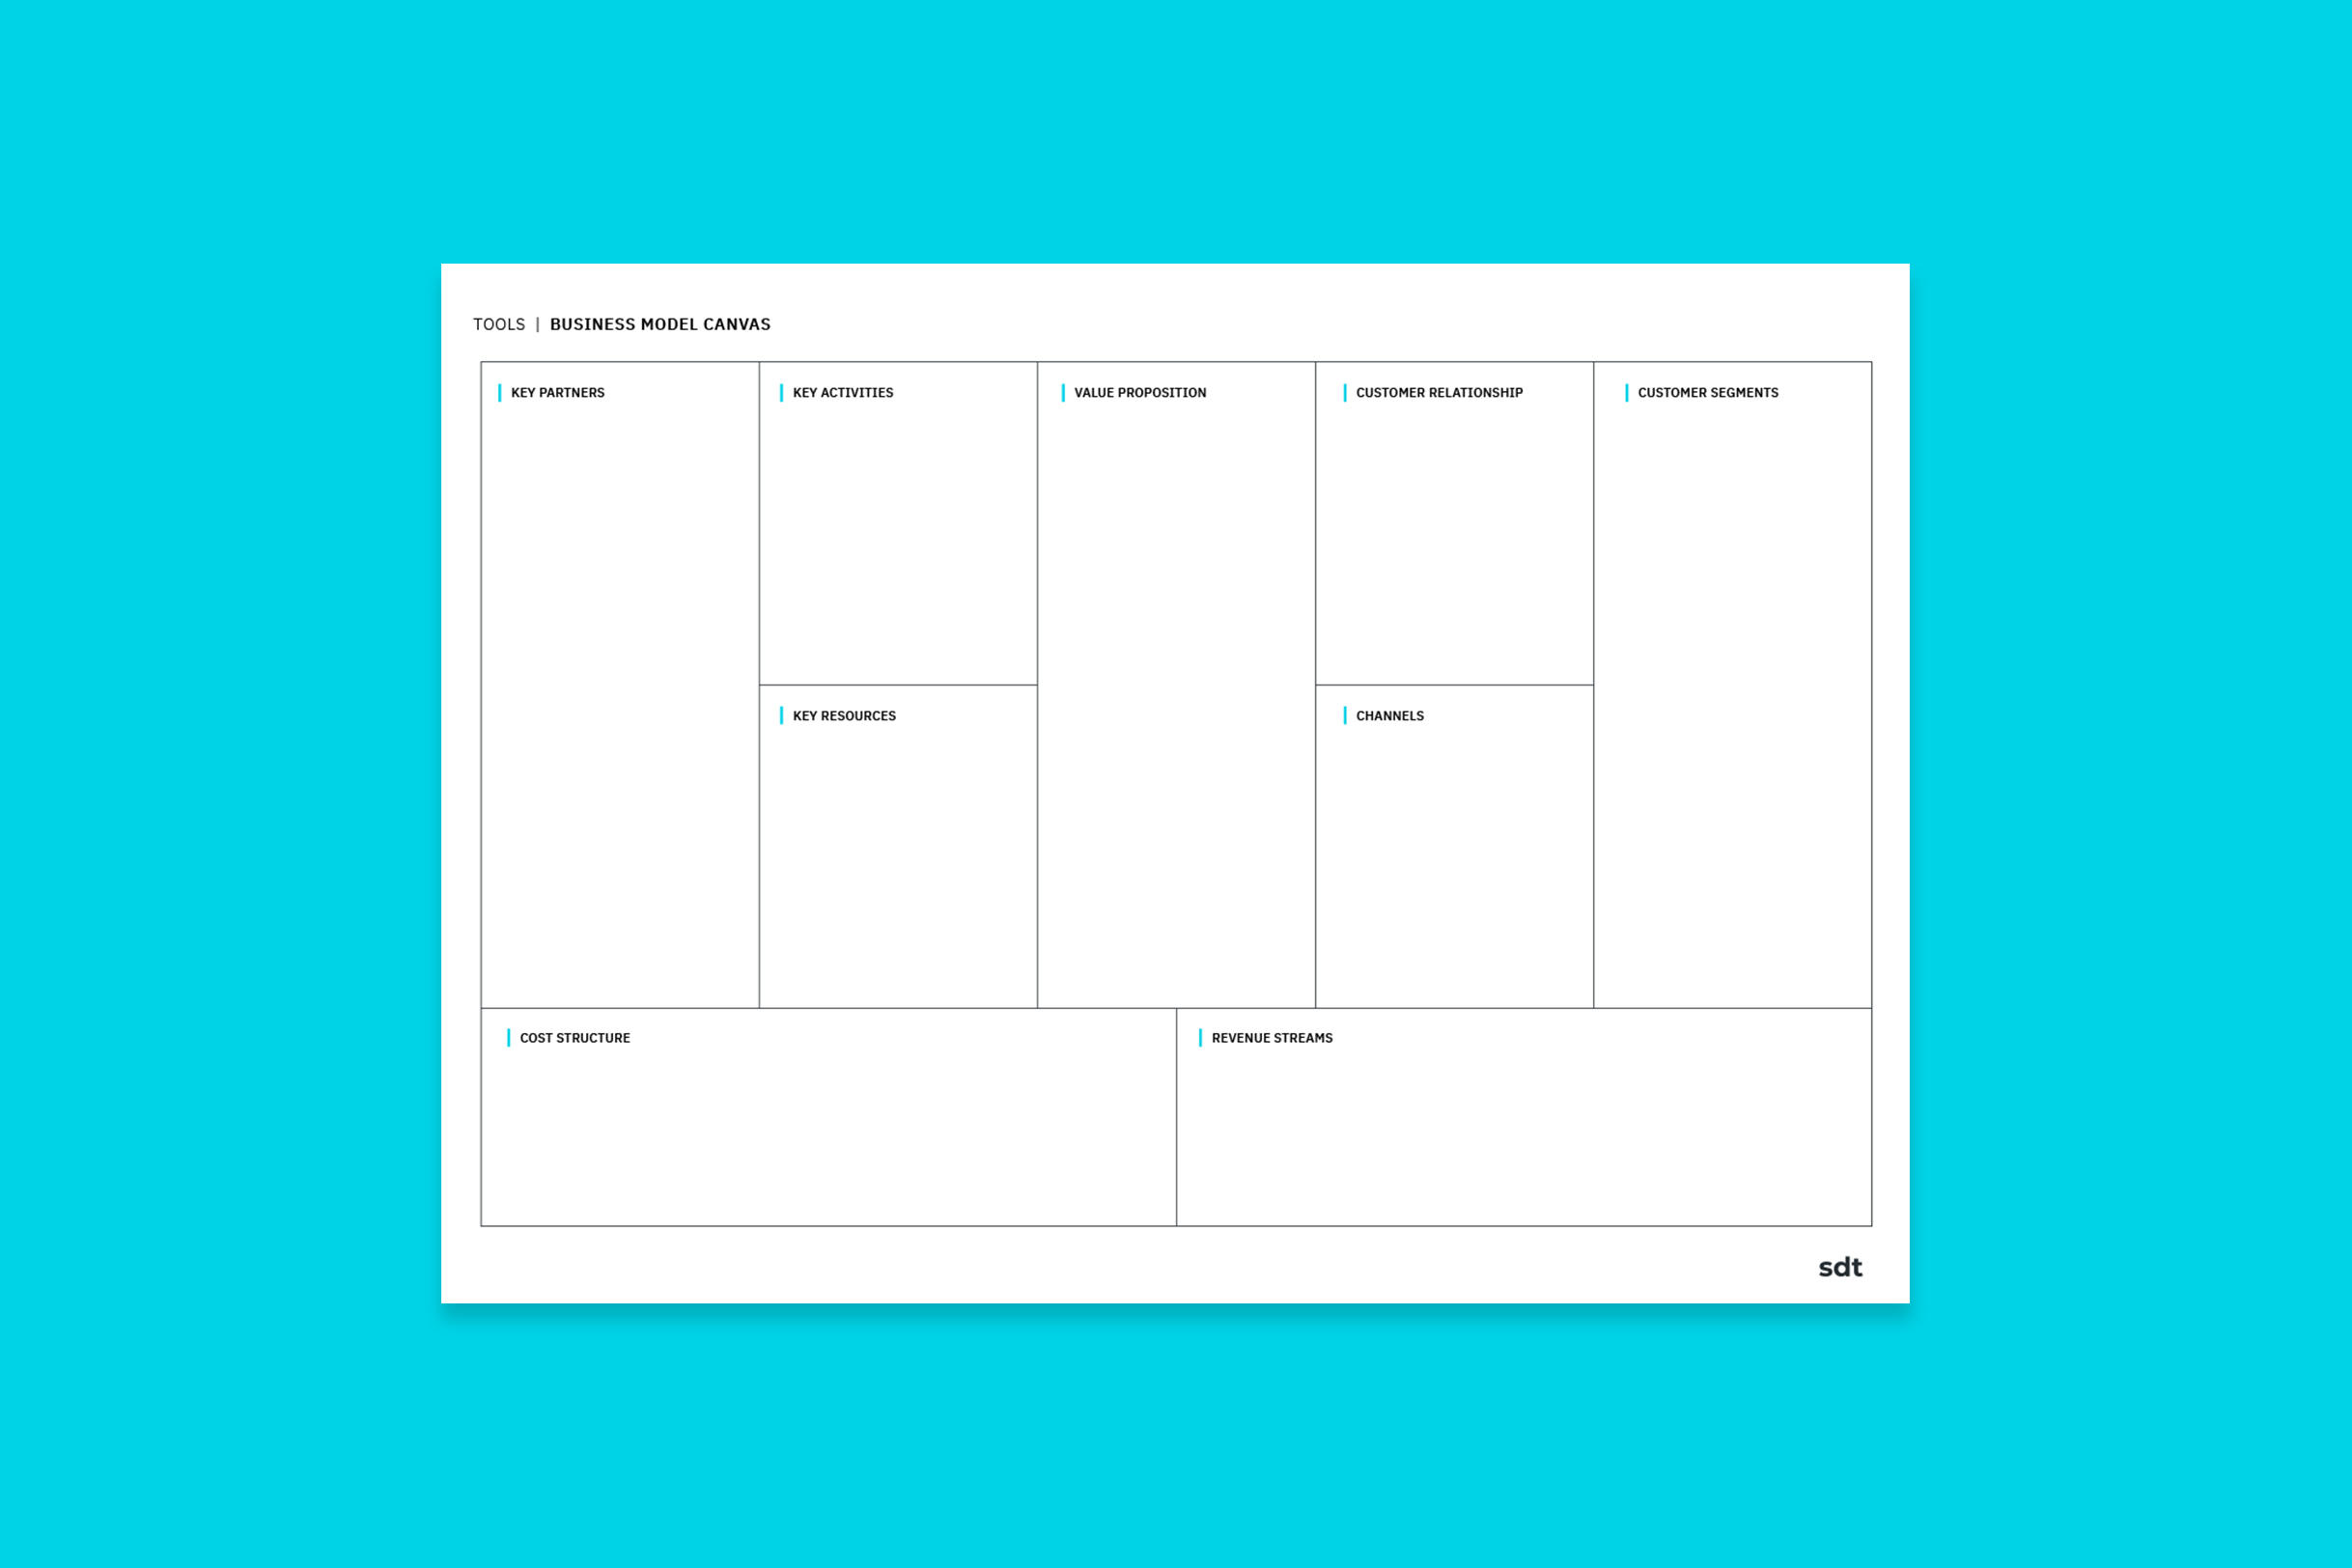 TOOLS | BUSINESS MODEL CANVAS
KEY PARTNERS
KEY ACTIVITIES
VALUE PROPOSITION
CUSTOMER RELATIONSHIP
CUSTOMER SEGMENTS
KEY RESOURCES
CHANNELS
COST STRUCTURE
REVENUE STREAMS
sdt